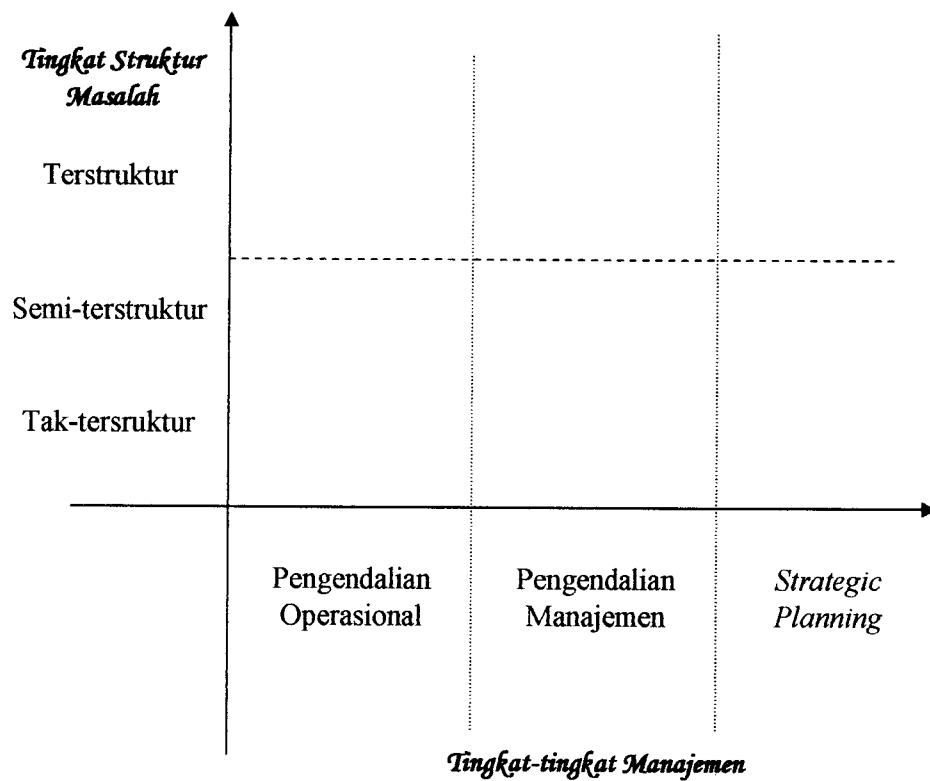 Tingkat Struktur
Masalah
Terstruktur
Semi-terstruktur
Tak-tersruktur
Pengendalian
Operasional
Pengendalian
Manajemen
Strategic
Planning
Tingkat-tingkat Manajemen